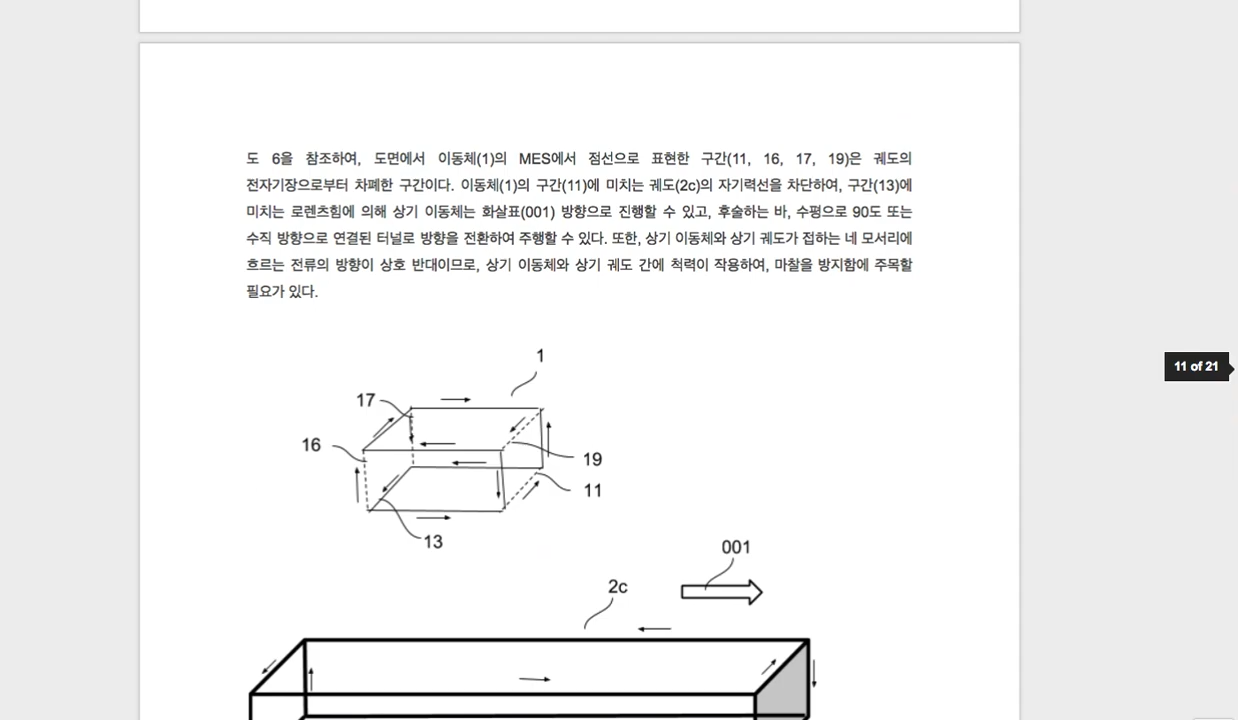 도 6을 참조하여, 도면에서 이동체(1)의 MES에서 점선으로 표현한 구간(11, 16, 17, 19)은 궤도의
전자기장으로부터 차폐한 구간이다. 이동체(1)의 구간(11)에 미치는 궤도(2c)의 자기력선을 차단하여, 구간(13)에
미치는 로렌츠힘에 의해 상기 이동체는 화살표(001) 방향으로 진행할 수 있고, 후술하는 바, 수평으로 90도 또는
수직 방향으로 연결된 터널로 방향을 전환하여 주행할 수 있다. 또한, 상기 이동체와 상기 궤도가 접하는 네 모서리에
흐르는 전류의 방향이 상호 반대이므로, 상기 이동체와 상기 궤도 간에 척력이 작용하여, 마찰을 방지함에 주목할
필요가 있다.
1
17
16
19
11
13
001
2c
11 of 21